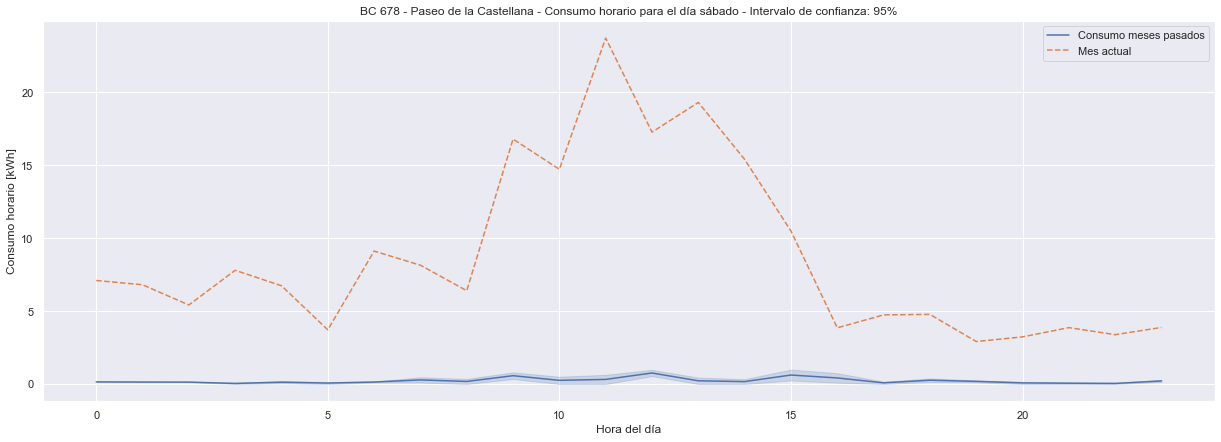 BC 678 - Paseo de la Castellana - Consumo horario para el día sábado - Intervalo de confianza: 95%
Consumo meses pasados
Mes actual
Consumo horario [kWh]
20
15
10
5
0
0 5 10 15 20
Hora del día